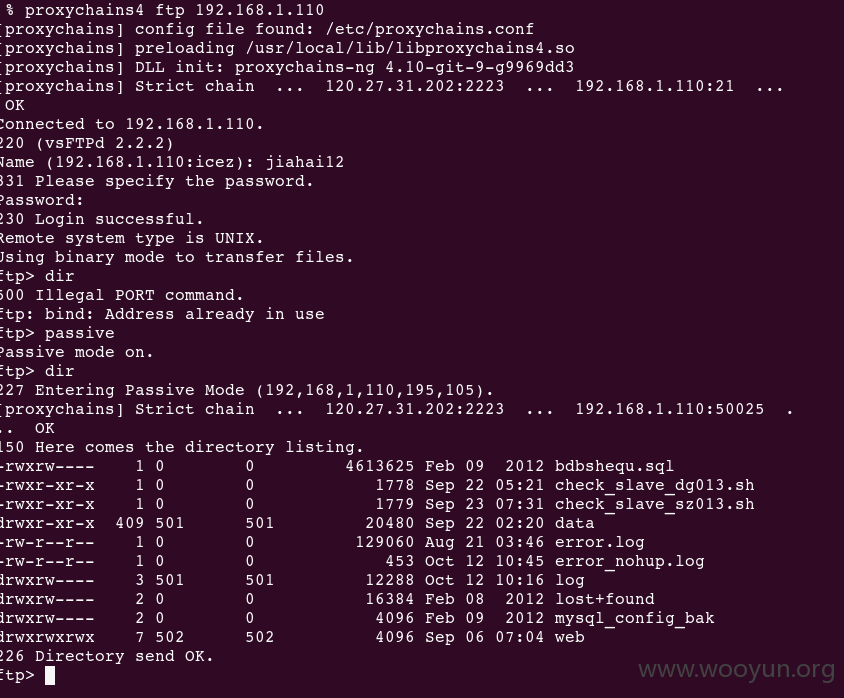 % proxychains4 ftp 192.168.1.110
[proxychains] config file found: /etc/proxychains.conf
[proxychains] preloading /usr/local/lib/libproxychains4.so
[proxychains] DLL init: proxychains-ng 4.10-git-9-g9969dd3
[proxychains] Strict chain  ...  120.27.31.202:2223  ...  192.168.1.110:21  ...
 OK
Connected to 192.168.1.110.
220 (vsFTPd 2.2.2)
Name (192.168.1.110:icez): jiahai12
331 Please specify the password.
Password:
230 Login successful.
Remote system type is UNIX.
Using binary mode to transfer files.
ftp> dir
500 Illegal PORT command.
ftp: bind: Address already in use
ftp> passive
Passive mode on.
ftp> dir
227 Entering Passive Mode (192,168,1,110,195,105).
[proxychains] Strict chain  ...  120.27.31.202:2223  ...  192.168.1.110:50025  .
..  OK
150 Here comes the directory listing.
-rwxrw----    1 0        0         4613625 Feb 09  2012 bdbshequ.sql
-rwxr-xr-x    1 0        0            1778 Sep 22 05:21 check_slave_dg013.sh
-rwxr-xr-x    1 0        0            1779 Sep 23 07:31 check_slave_sz013.sh
drwxr-xr-x  409 501      501         20480 Sep 22 02:20 data
-rw-r--r--    1 0        0          129060 Aug 21 03:46 error.log
-rw-r--r--    1 0        0             453 Oct 12 10:45 error_nohup.log
drwxrw----    3 501      501         12288 Oct 12 10:16 log
drwxrw----    2 0        0           16384 Feb 08  2012 lost+found
drwxrw----    2 0        0            4096 Feb 09  2012 mysql_config_bak
drwxrwxrwx    7 502      502          4096 Sep 06 07:04 web
226 Directory send OK.
ftp>
www.wooyun.org